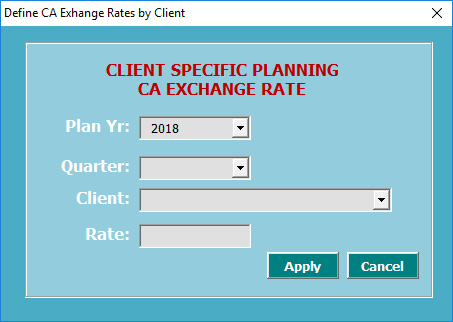 Define CA Exhange Rates by Client
CLIENT SPECIFIC PLANNING
CA EXCHANGE RATE
Plan Yr: 2018
Quarter:
Client:
Rate:
Apply Cancel